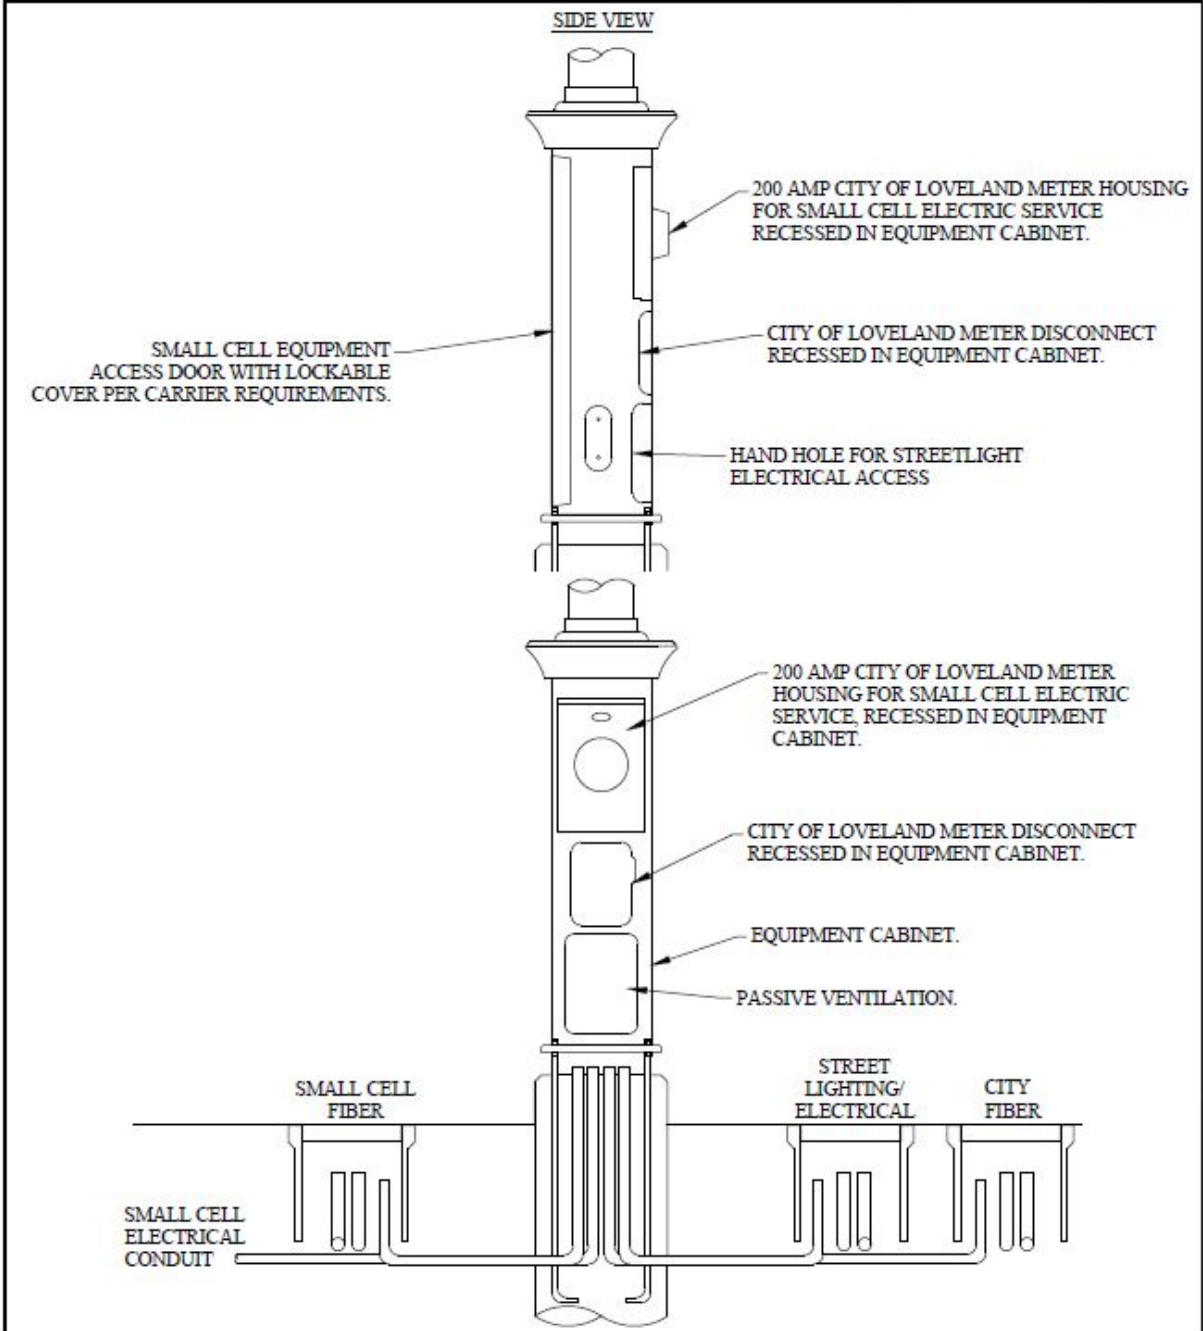 SIDE VIEW
200 AMP CITY OF LOVELAND METER HOUSING
FOR SMALL CELL ELECTRIC SERVICE
RECESSED IN EQUIPMENT CABINET.
CITY OF LOVELAND METER DISCONNECT
RECESSED IN EQUIPMENT CABINET.
SMALL CELL EQUIPMENT
ACCESS DOOR WITH LOCKABLE
COVER PER CARRIER REQUIREMENTS.
HAND HOLE FOR STREETLIGHT
ELECTRICAL ACCESS
200 AMP CITY OF LOVELAND METER
HOUSING FOR SMALL CELL ELECTRIC
SERVICE, RECESSED IN EQUIPMENT
CABINET.
CITY OF LOVELAND METER DISCONNECT
RECESSED IN EQUIPMENT CABINET.
EQUIPMENT CABINET.
PASSIVE VENTILATION.
SMALL CELL
FIBER
STREET
LIGHTING/
ELECTRICAL
CITY
FIBER
SMALL CELL
ELECTRICAL
CONDUIT